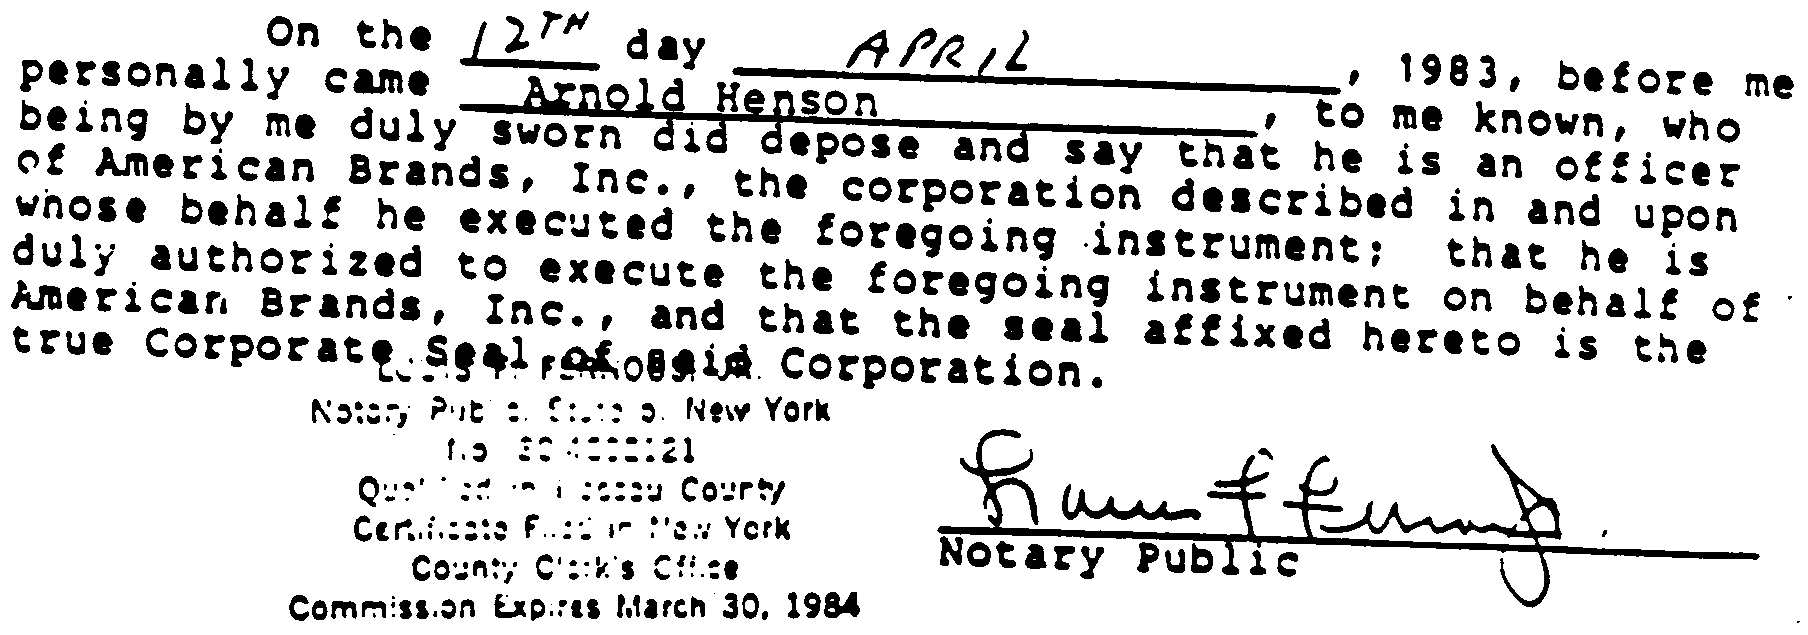 On the 12TH day APRIL, 1983, before me
personally came Arnold Henson, to me known, who
being by me duly sworn did depose and say that he is an officer
of American Brands, Inc., the corporation described in and upon
whose behalf he executed the foregoing instrument; that he is
duly authorized to execute the foregoing instrument on behalf of
American Brands, Inc., and that the seal affixed hereto is the
true Corporate Seal of said Corporation.
Notary Public, State of New York
No.
Qualified in Nassau County
Certificate Filed in New York
County Clerk's Office
Commission Expires March 30, 1984
Notary Public